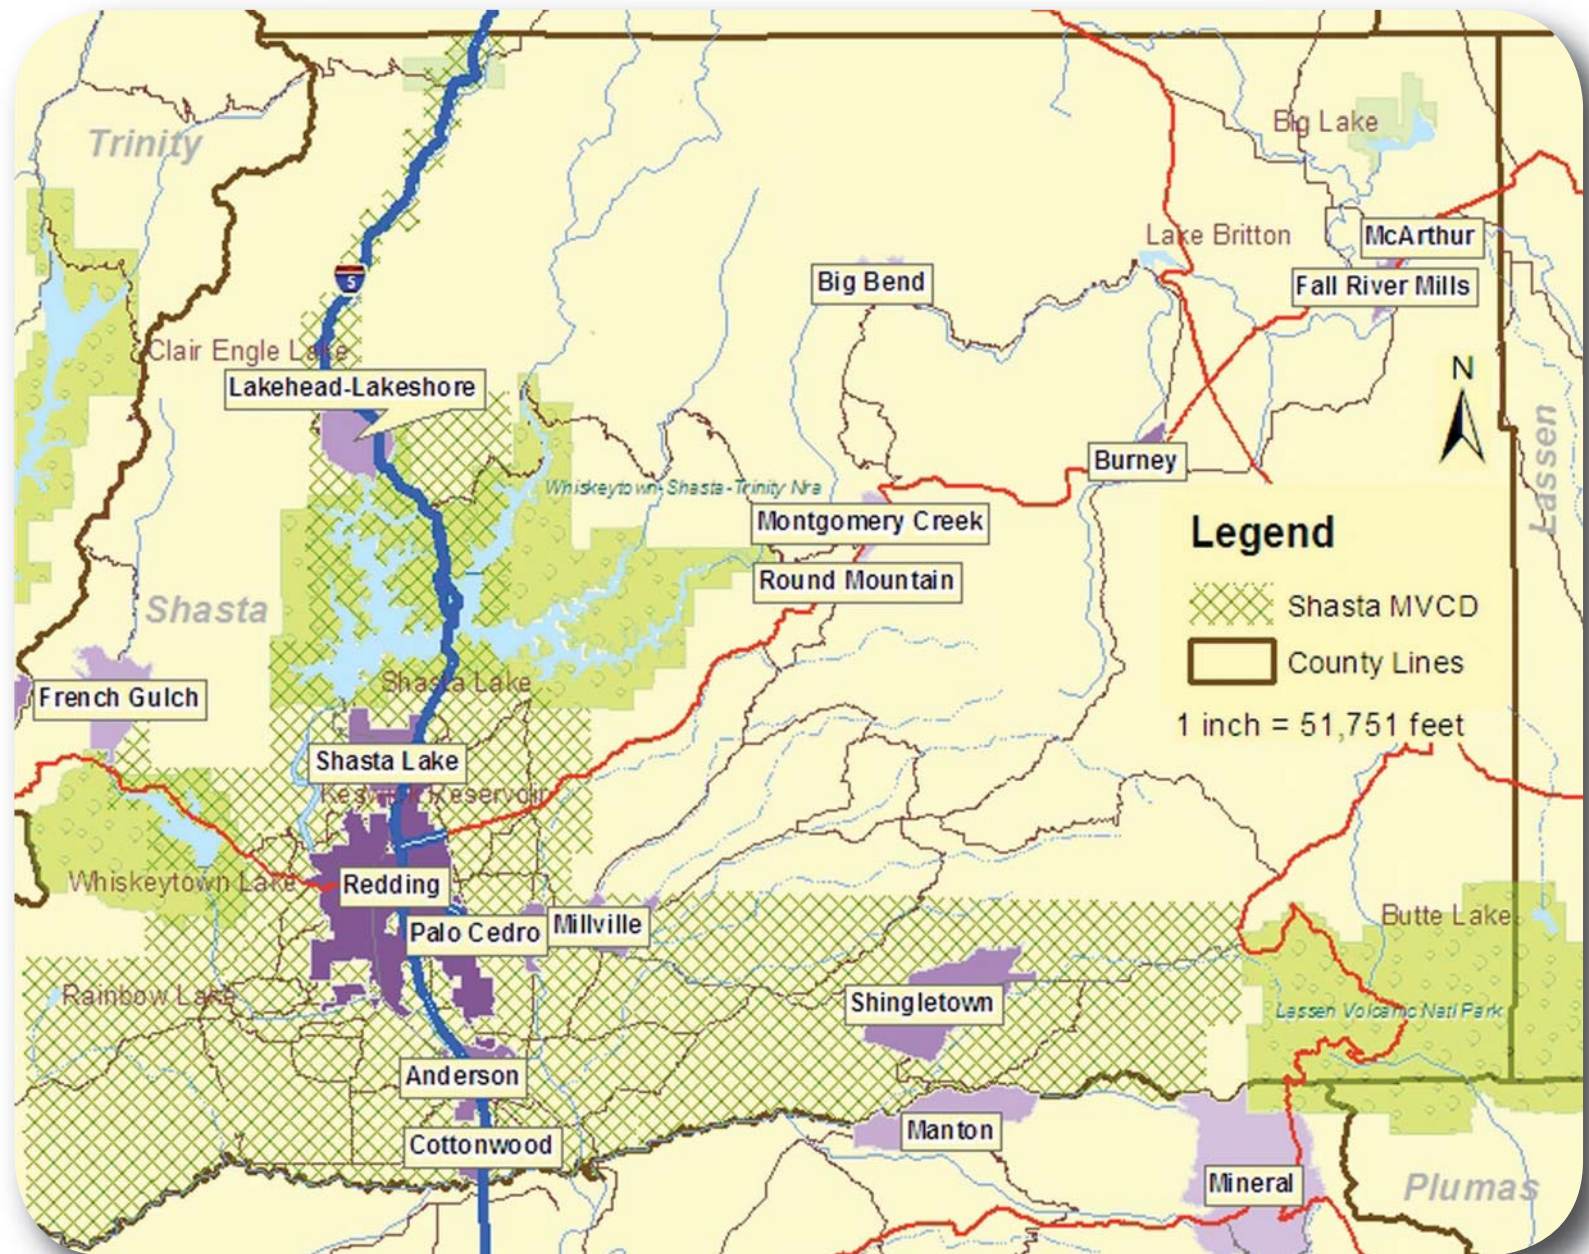 Trinity
Big Lake
Lake Britton
McArthur
Big Bend
Fall River Mills
5
Clair Engle Lake
Lakehead-Lakeshore
N
Lassen
Burney
Whiskeytown-Shasta-Trinity Nra
Montgomery Creek
Legend
Round Mountain
Shasta
Shasta MVCD
County Lines
Shasta Lake
French Gulch
1 inch = 51,751 feet
Shasta Lake
Keswick Reservoir
Whiskeytown Lake
Redding
Palo Cedro
Millville
Butte Lake
Rainbow Lake
Shingletown
Lassen Volcanic Natl Park
Anderson
Cottonwood
Manton
Mineral
Plumas